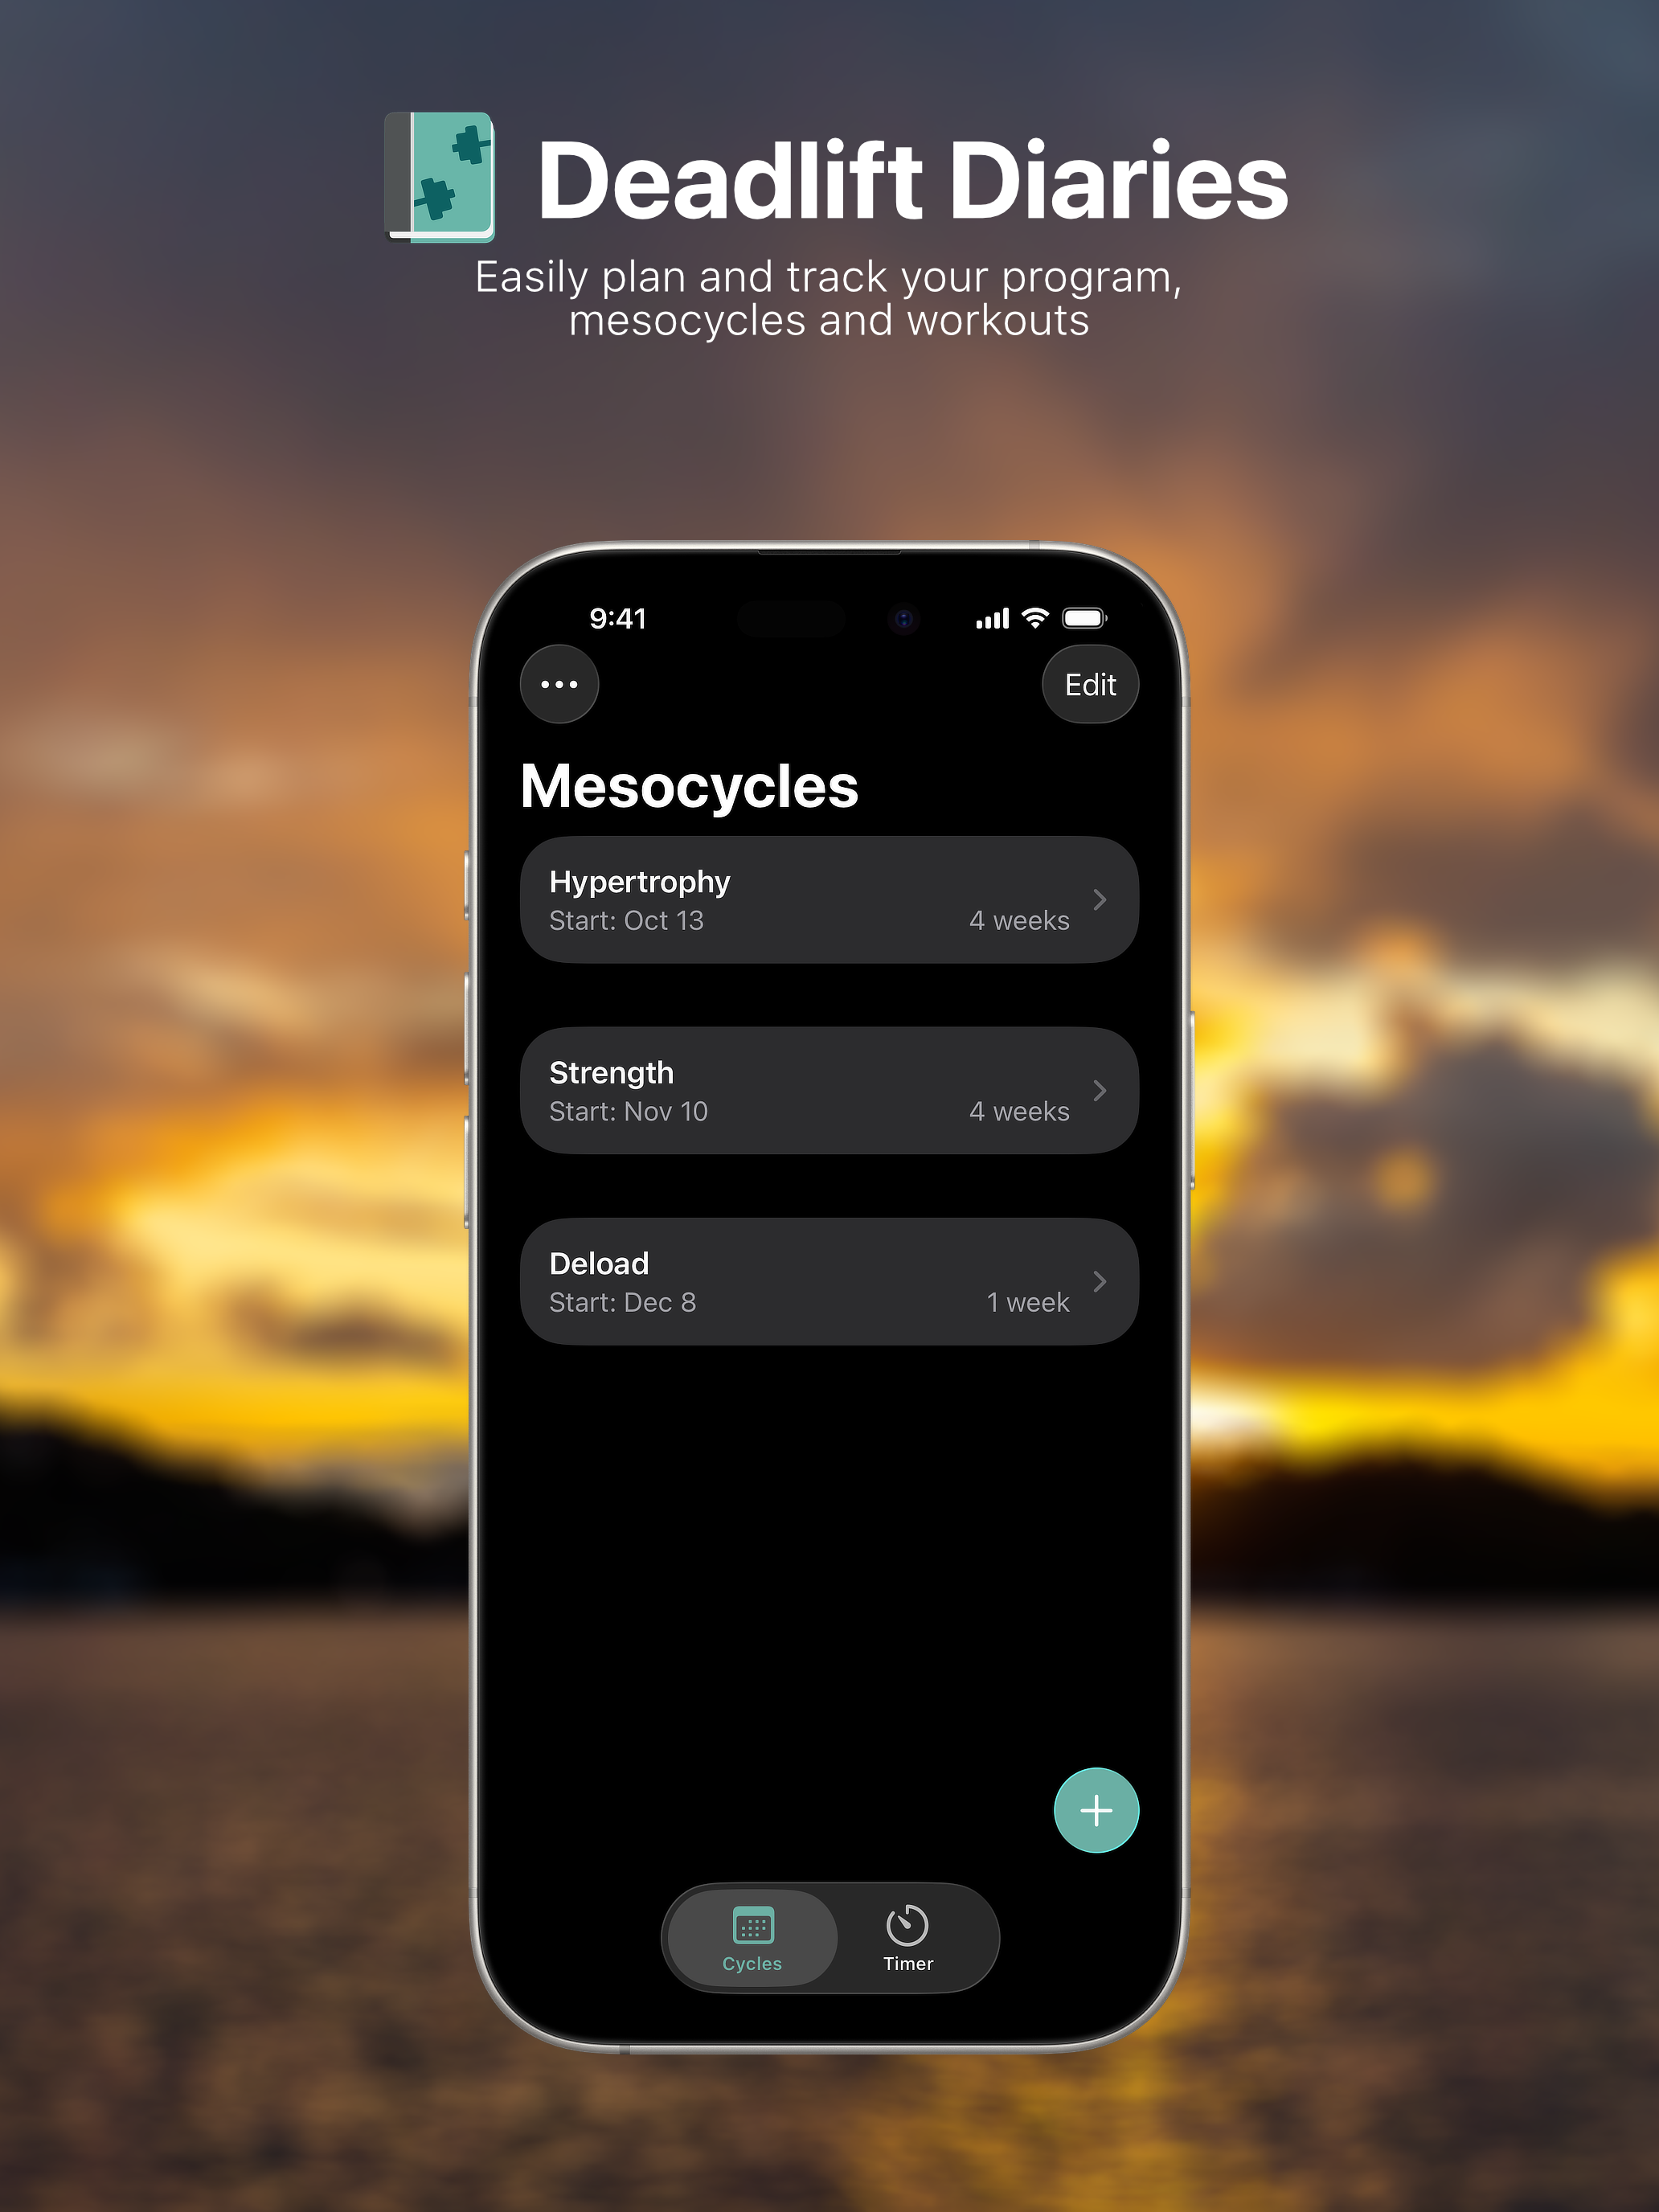 Deadlift Diaries
Easily plan and track your program,
mesocycles and workouts
9:41
Edit
Mesocycles
Hypertrophy
Start: Oct 13
4 weeks
Strength
Start: Nov 10
4 weeks
Deload
Start: Dec 8
1 week
Cycles
Timer